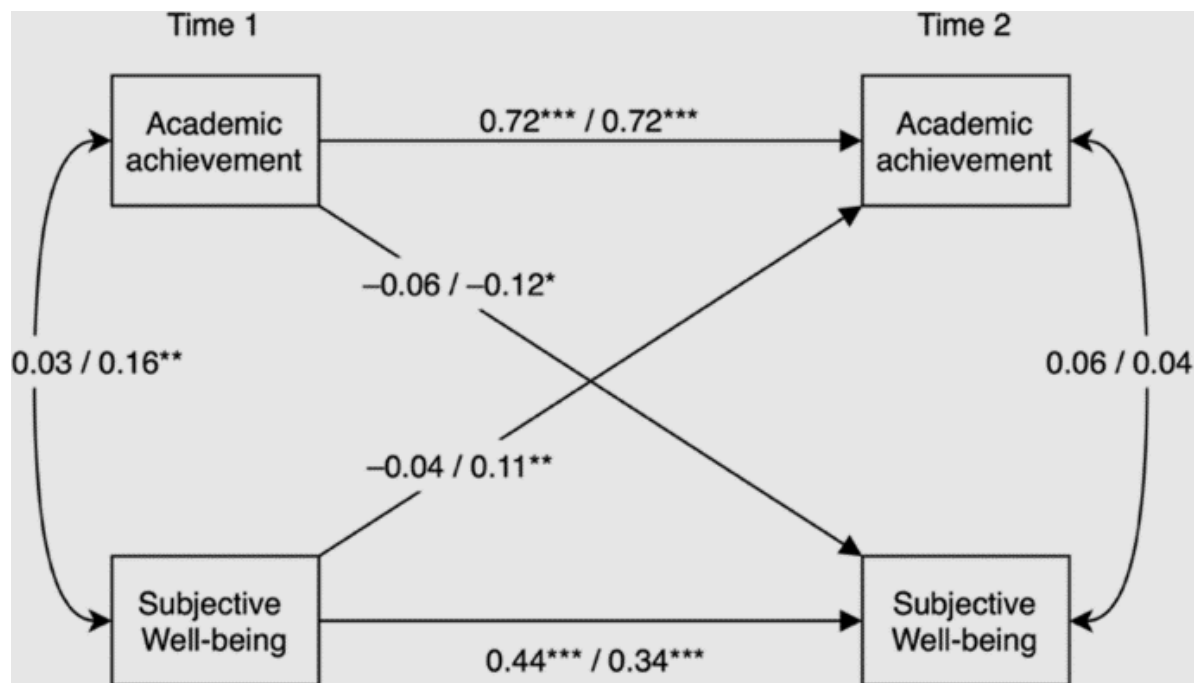 Time 1
Time 2
Academic
achievement
0.72*** / 0.72***
Academic
achievement
–0.06 / –0.12*
0.03 / 0.16**
0.06 / 0.04
–0.04 / 0.11**
Subjective
Well-being
0.44*** / 0.34***
Subjective
Well-being